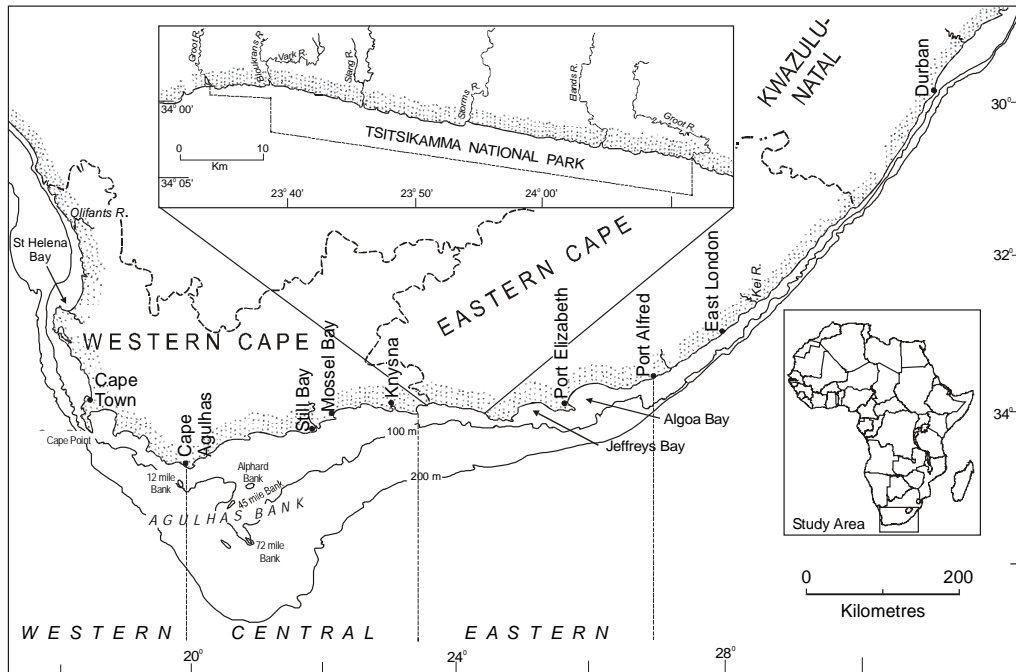 Groot R.
Bloukrans R.
Vark R.
Slang R.
Storms R.
Elands R.
Groot R.
34° 00'
TSITSIKAMMA NATIONAL PARK
0 10
Km
34° 05'
23° 40' 23° 50' 24° 00'
KWAZULU-
NATAL
Durban
30°
Olifants R.
St Helena
Bay
EASTERN CAPE
East London
Kei R.
32°
WESTERN CAPE
Cape
Town
Still Bay
Mossel Bay
Knysna
Port Elizabeth
Port Alfred
Algoa Bay
Jeffreys Bay
34°
Cape Point
Cape
Agulhas
100 m
200 m
12 mile
Bank
Alphard
Bank
45 mile Bank
AGULHAS BANK
72 mile
Bank
Study Area
0 200
Kilometres
WESTERN CENTRAL EASTERN
20° 24° 28°